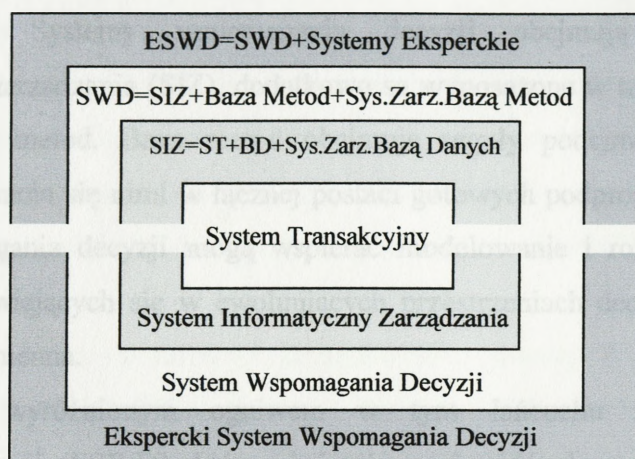 ESWD=SWD+Systemy Eksperckie
SWD=SIZ+Baza Metod+Sys.Zarz.Bazą Metod
SIZ=ST+BD+Sys.Zarz.Bazą Danych
System Transakcyjny
System Informatyczny Zarządzania
System Wspomagania Decyzji
Ekspercki System Wspomagania Decyzji